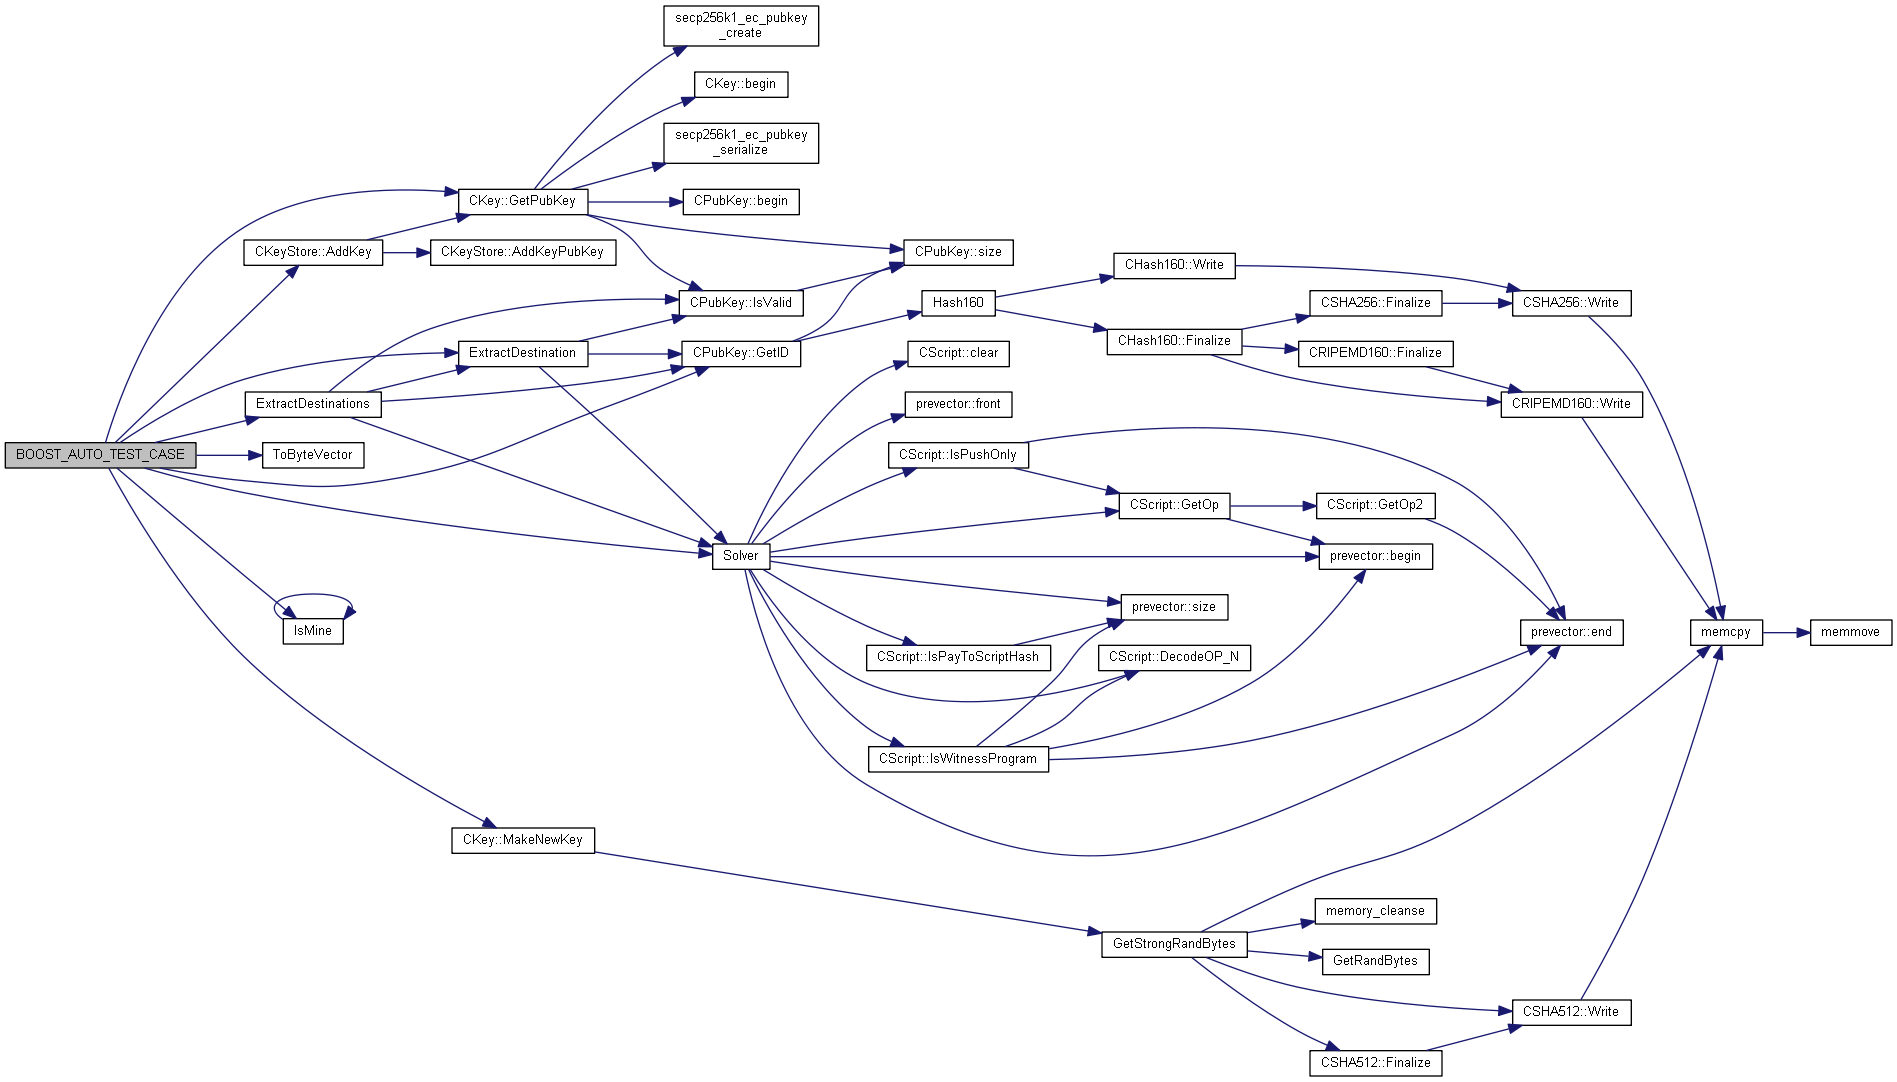 secp256k1_ec_pubkey
_create
CKey::begin
secp256k1_ec_pubkey
_serialize
CKey::GetPubKey
CPubKey::begin
CKeyStore::AddKey
CKeyStore::AddKeyPubKey
CPubKey::size
CHash160::Write
CPubKey::IsValid
Hash160
CSHA256::Finalize
CSHA256::Write
CHash160::Finalize
ExtractDestination
CPubKey::GetID
CScript::clear
CRIPEMD160::Finalize
ExtractDestinations
prevector::front
CRIPEMD160::Write
BOOST_AUTO_TEST_CASE
ToByteVector
CScript::IsPushOnly
CScript::GetOp
CScript::GetOp2
Solver
prevector::begin
prevector::size
IsMine
prevector::end
memcpy
memmove
CScript::IsPayToScriptHash
CScript::DecodeOP_N
CScript::IsWitnessProgram
CKey::MakeNewKey
memory_cleanse
GetStrongRandBytes
GetRandBytes
CSHA512::Write
CSHA512::Finalize